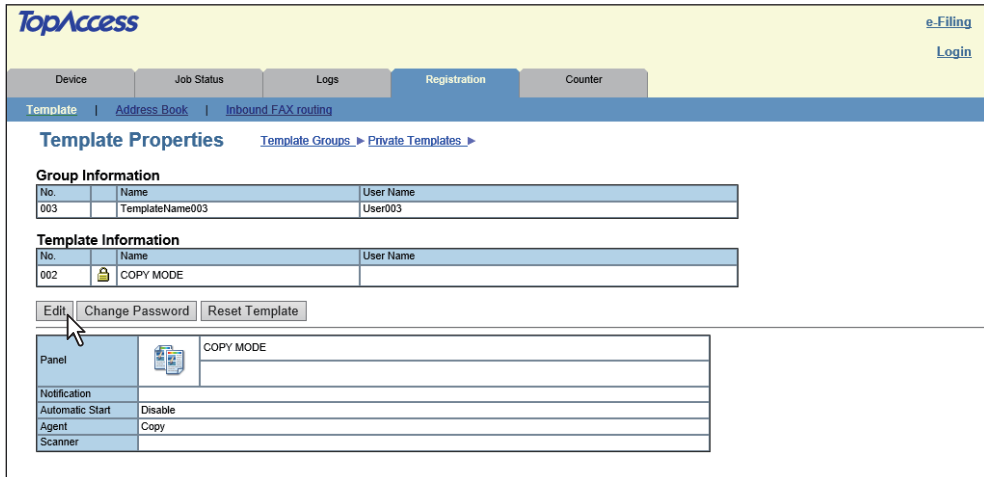 TopAccess
e-Filing
Login
Device Job Status Logs Registration Counter
Template | Address Book | Inbound FAX routing
Template Properties Template Groups ▶ Private Templates ▶
Group Information
No. Name User Name
003 TemplateName003 User003
Template Information
No. Name User Name
002 COPY MODE
Edit Change Password Reset Template
COPY MODE
Panel
Notification
Automatic Start Disable
Agent Copy
Scanner